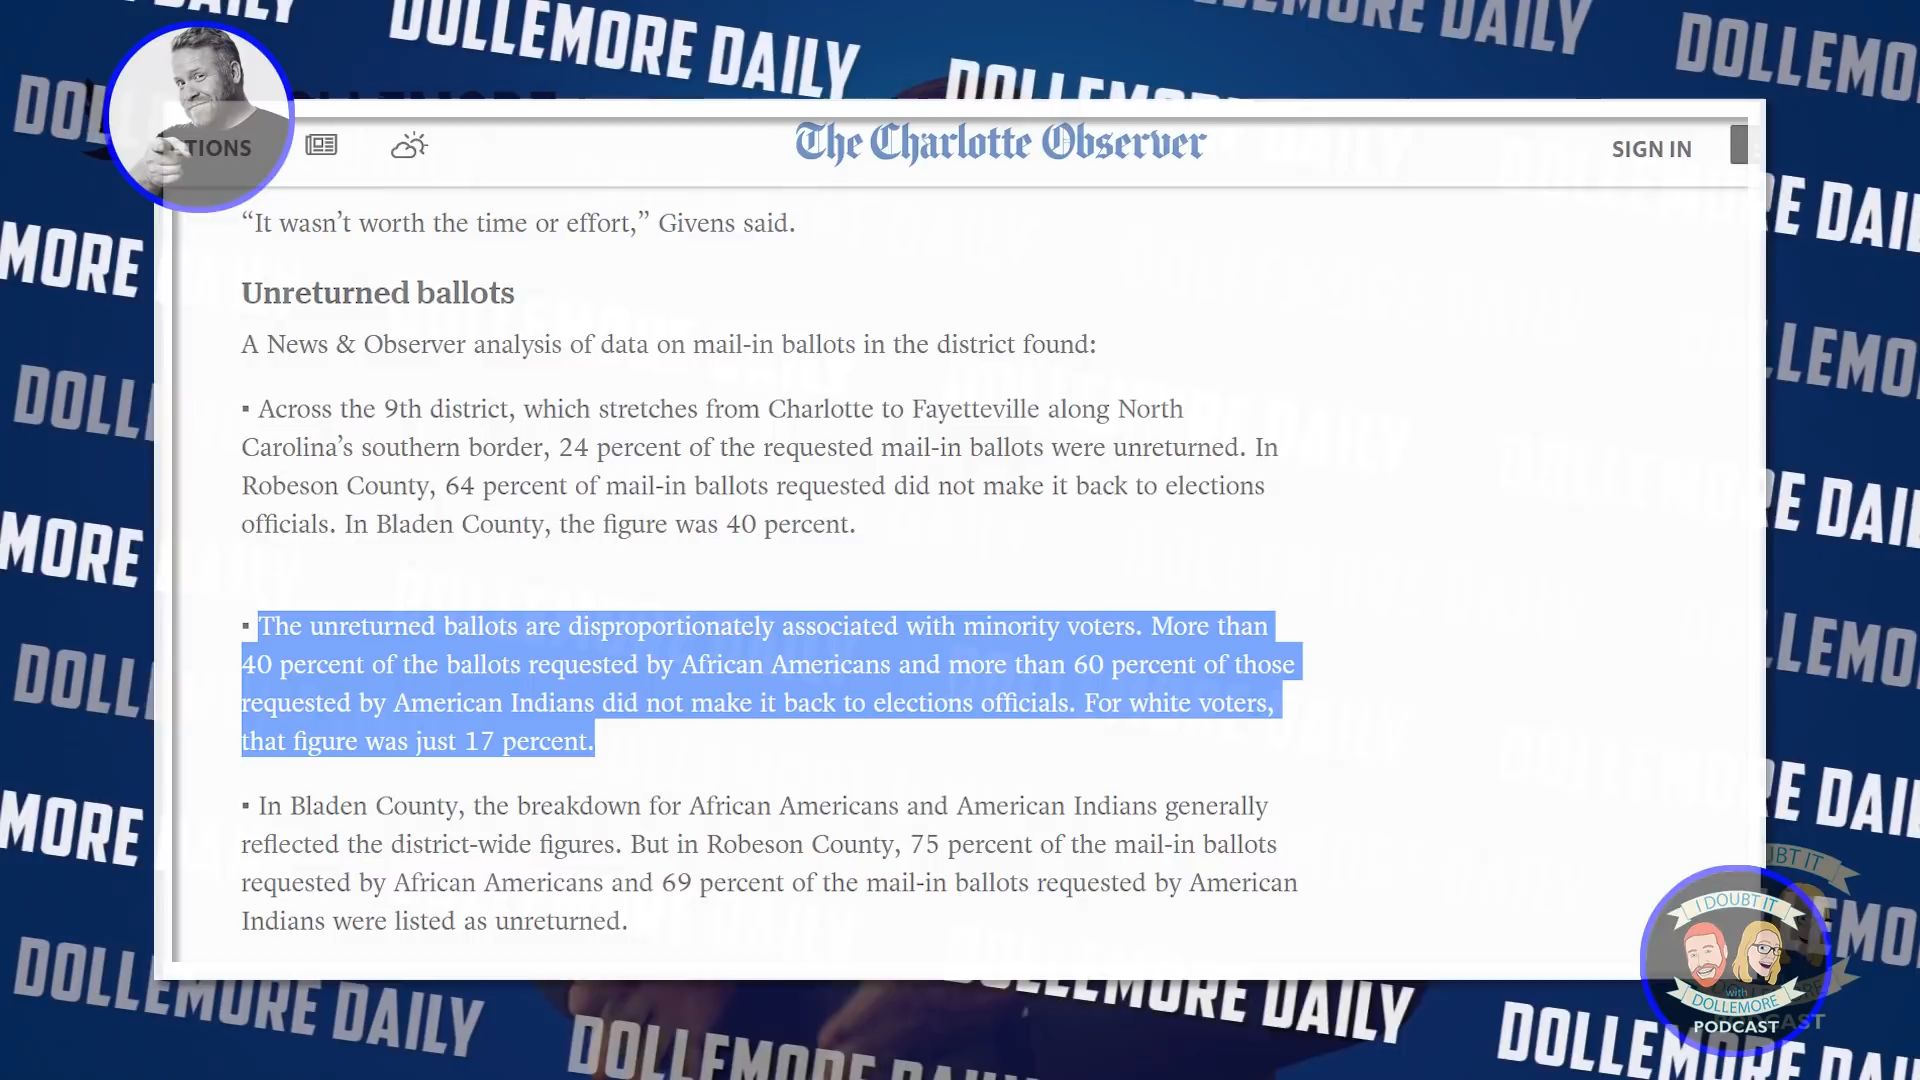 DOLLEMORE DAILY
DOLLEMORE DAILY
DOLLEMO
TIONS
The Charlotte Observer
SIGN IN
“It wasn’t worth the time or effort,” Givens said.
Unreturned ballots
A News & Observer analysis of data on mail-in ballots in the district found:
▪ Across the 9th district, which stretches from Charlotte to Fayetteville along North
Carolina’s southern border, 24 percent of the requested mail-in ballots were unreturned. In
Robeson County, 64 percent of mail-in ballots requested did not make it back to elections
officials. In Bladen County, the figure was 40 percent.
▪ The unreturned ballots are disproportionately associated with minority voters. More than
40 percent of the ballots requested by African Americans and more than 60 percent of those
requested by American Indians did not make it back to elections officials. For white voters,
that figure was just 17 percent.
▪ In Bladen County, the breakdown for African Americans and American Indians generally
reflected the district-wide figures. But in Robeson County, 75 percent of the mail-in ballots
requested by African Americans and 69 percent of the mail-in ballots requested by American
Indians were listed as unreturned.
I DOUBT IT
with
DOLLEMORE
PODCAST
DOLLEMORE DAILY
DOLLEMORE DAILY
DOLLEMORE DAI